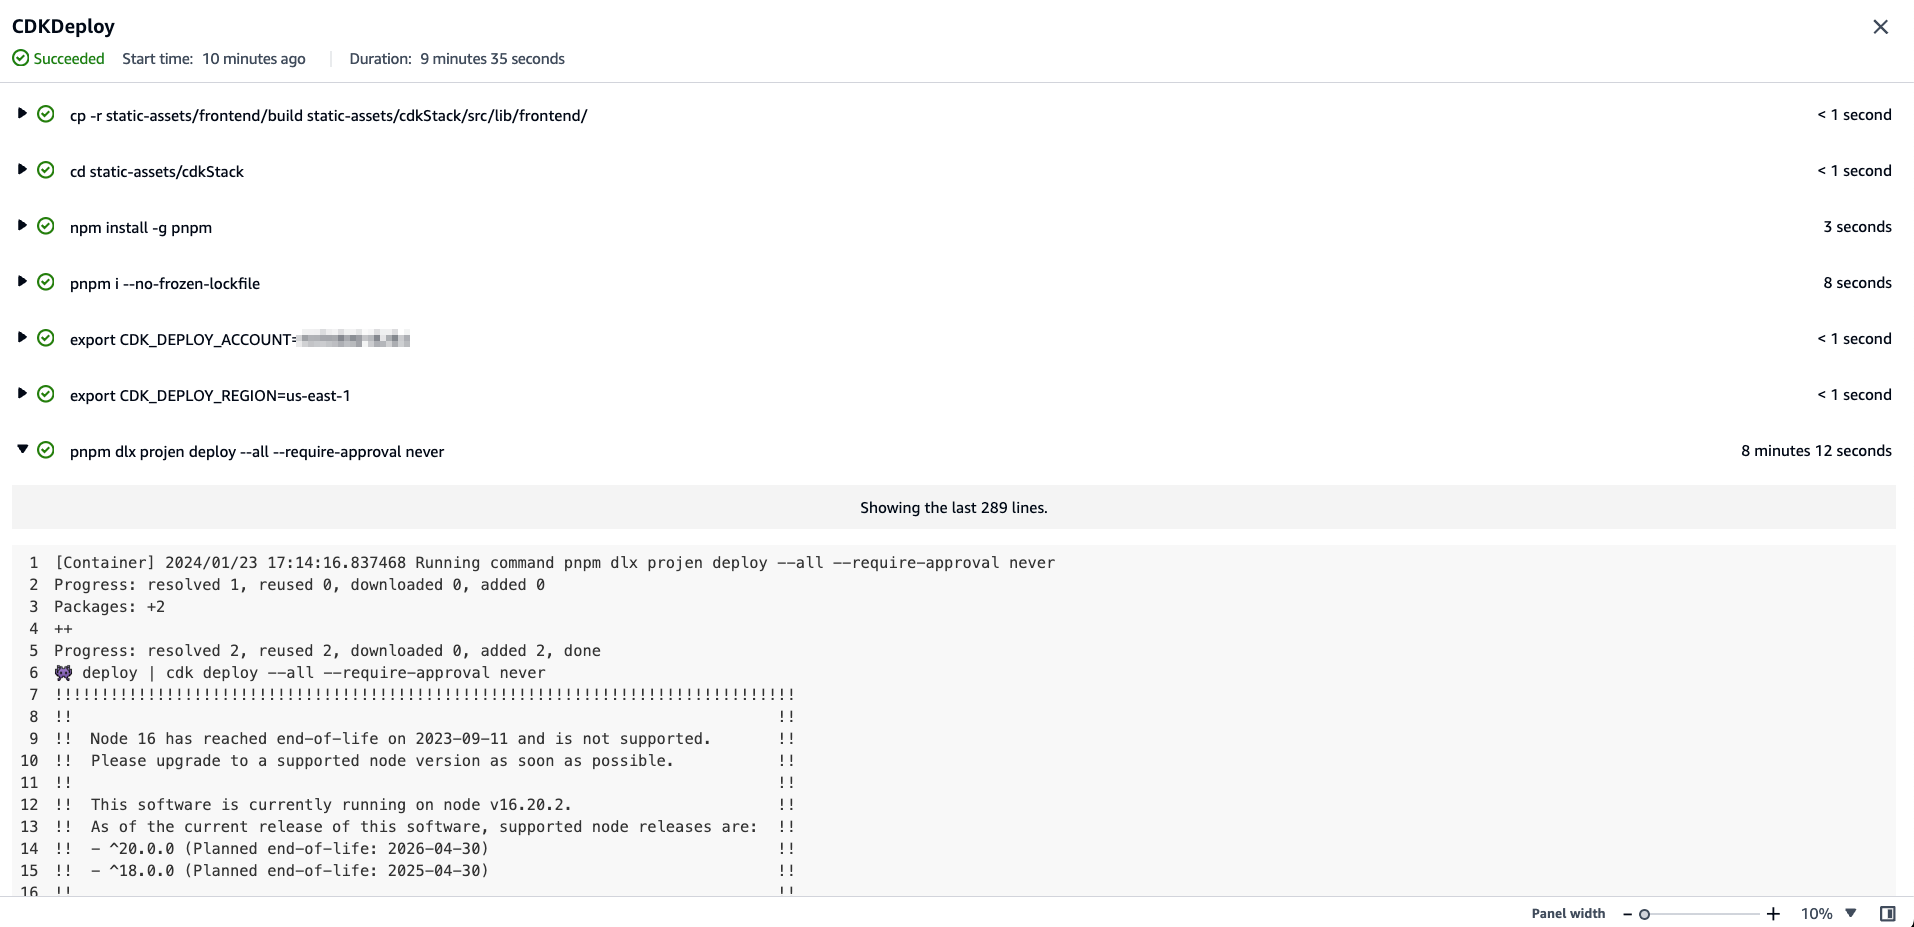 CDKDeploy
Succeeded Start time: 10 minutes ago Duration: 9 minutes 35 seconds
cp -r static-assets/frontend/build static-assets/cdkStack/src/lib/frontend/ < 1 second
cd static-assets/cdkStack < 1 second
npm install -g pnpm 3 seconds
pnpm i --no-frozen-lockfile 8 seconds
export CDK_DEPLOY_ACCOUNT= < 1 second
export CDK_DEPLOY_REGION=us-east-1 < 1 second
pnpm dlx projen deploy --all --require-approval never 8 minutes 12 seconds
Showing the last 289 lines.
1 [Container] 2024/01/23 17:14:16.837468 Running command pnpm dlx projen deploy --all --require-approval never
2 Progress: resolved 1, reused 0, downloaded 0, added 0
3 Packages: +2
4 ++
5 Progress: resolved 2, reused 2, downloaded 0, added 2, done
6 👾 deploy | cdk deploy --all --require-approval never
7 !!!!!!!!!!!!!!!!!!!!!!!!!!!!!!!!!!!!!!!!!!!!!!!!!!!!!!!!!!!!!!!!!!!!!!!!!!!!!!!!
8 !! !!
9 !! Node 16 has reached end-of-life on 2023-09-11 and is not supported. !!
10 !! Please upgrade to a supported node version as soon as possible. !!
11 !! !!
12 !! This software is currently running on node v16.20.2. !!
13 !! As of the current release of this software, supported node releases are: !!
14 !! - ^20.0.0 (Planned end-of-life: 2026-04-30) !!
15 !! - ^18.0.0 (Planned end-of-life: 2025-04-30) !!
16 !! !!
Panel width 10%